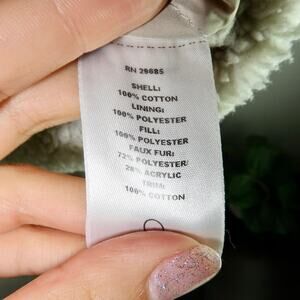 RN 29685
SHELL:
100% COTTON
LINING:
100% POLYESTER
FILL:
100% POLYESTER
FAUX FUR:
72% POLYESTER/
28% ACRYLIC
TRIM:
100% COTTON